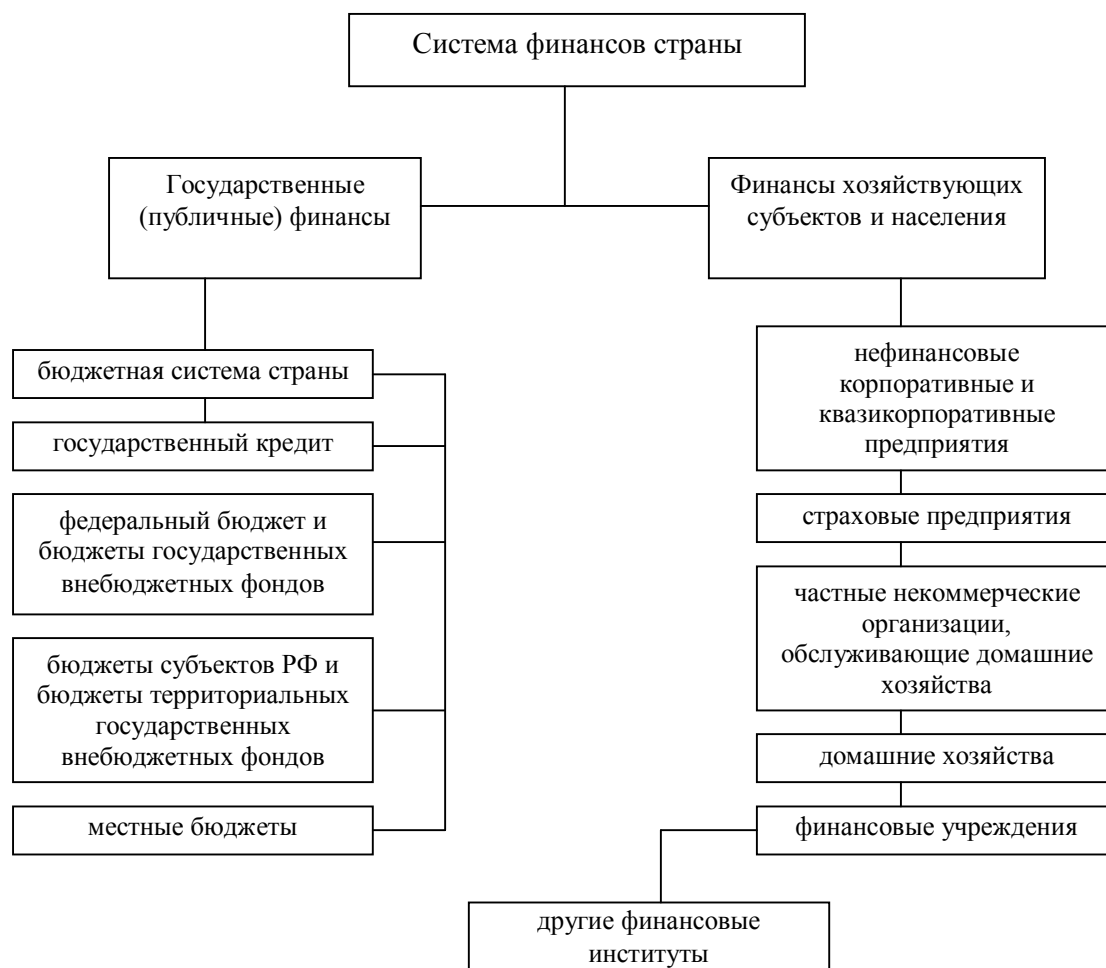 Система финансов страны
Государственные
(публичные) финансы
Финансы хозяйствующих
субъектов и населения
бюджетная система страны
государственный кредит
федеральный бюджет и
бюджеты государственных
внебюджетных фондов
бюджеты субъектов РФ и
бюджеты территориальных
государственных
внебюджетных фондов
местные бюджеты
нефинансовые
корпоративные и
квазикорпоративные
предприятия
страховые предприятия
частные некоммерческие
организации,
обслуживающие домашние
хозяйства
домашние хозяйства
финансовые учреждения
другие финансовые
институты